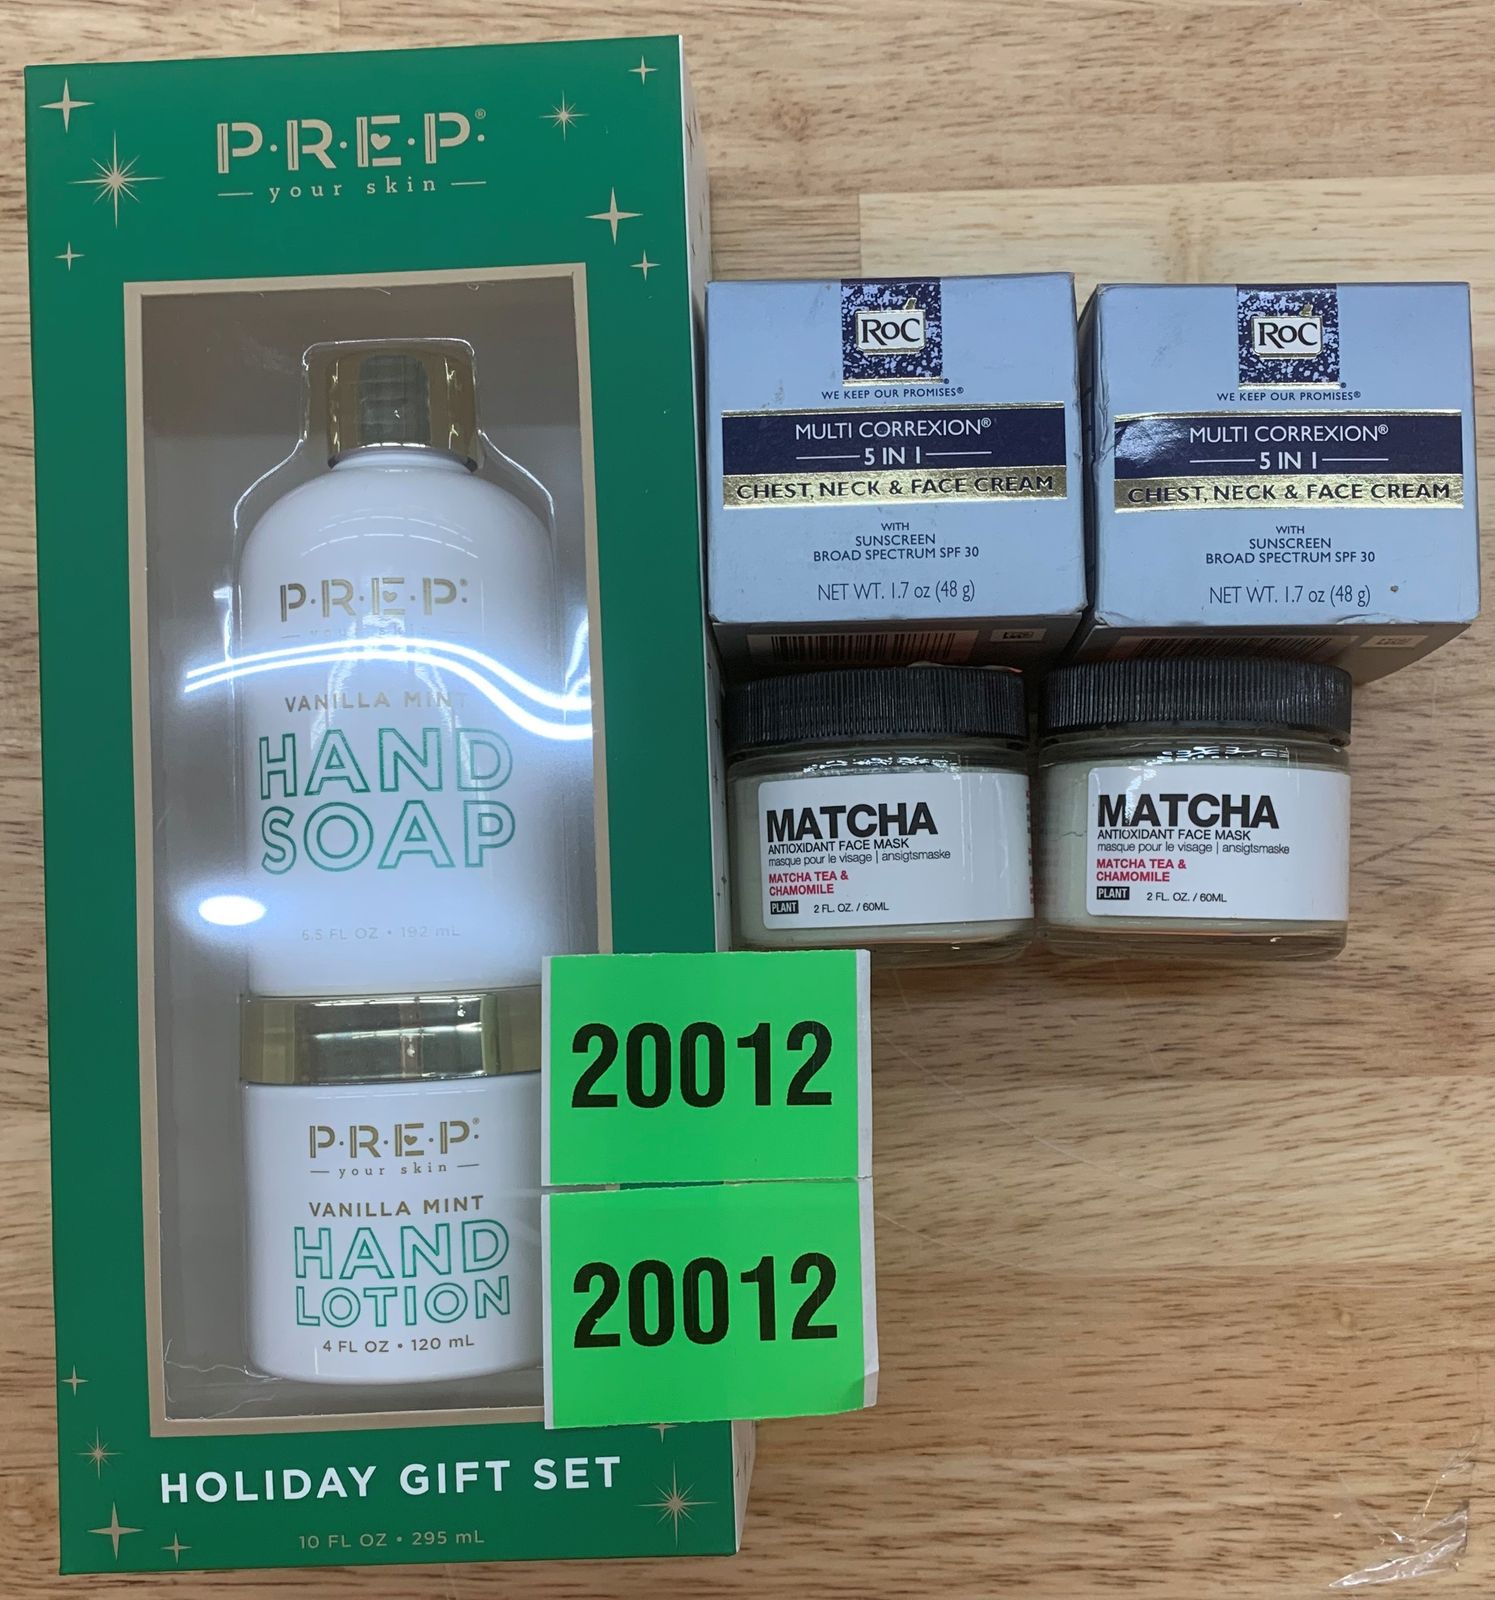 P·R·E·P·®
your skin
P·R·E·P·
your skin
VANILLA MINT
HAND
SOAP
6.5 FL OZ • 192 mL
P·R·E·P·®
your skin
VANILLA MINT
HAND
LOTION
4 FL OZ • 120 mL
HOLIDAY GIFT SET
10 FL OZ • 295 mL
RoC
WE KEEP OUR PROMISES®
MULTI CORREXION®
5 IN 1
CHEST, NECK & FACE CREAM
WITH
SUNSCREEN
BROAD SPECTRUM SPF 30
NET WT. 1.7 oz (48 g)
RoC
WE KEEP OUR PROMISES®
MULTI CORREXION®
5 IN 1
CHEST, NECK & FACE CREAM
WITH
SUNSCREEN
BROAD SPECTRUM SPF 30
NET WT. 1.7 oz (48 g)
MATCHA
ANTIOXIDANT FACE MASK
masque pour le visage | ansigtsmaske
MATCHA TEA &
CHAMOMILE
PLANT 2 FL. OZ. / 60ML
MATCHA
ANTIOXIDANT FACE MASK
masque pour le visage | ansigtsmaske
MATCHA TEA &
CHAMOMILE
PLANT 2 FL. OZ. / 60ML
20012
20012